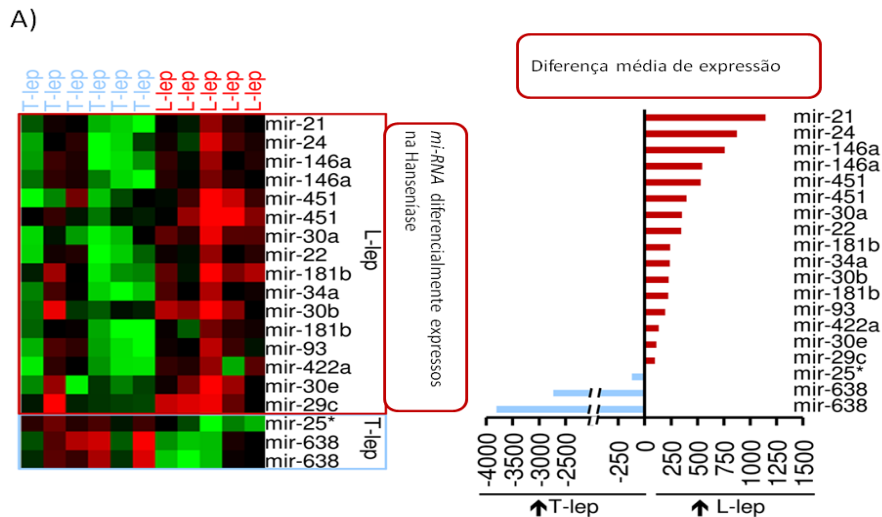 A)
T-lep
T-lep
T-lep
T-lep
T-lep
T-lep
L-lep
L-lep
L-lep
L-lep
L-lep
mir-21
mir-24
mir-146a
mir-146a
mir-451
mir-451
mir-30a
mir-22
mir-181b
mir-34a
mir-30b
mir-181b
mir-93
mir-422a
mir-30e
mir-29c
mir-25*
mir-638
mir-638
L-lep
T-lep
mi-RNA diferencialmente expressos
na Hanseníase
Diferença média de expressão
mir-21
mir-24
mir-146a
mir-146a
mir-451
mir-451
mir-30a
mir-22
mir-181b
mir-34a
mir-30b
mir-181b
mir-93
mir-422a
mir-30e
mir-29c
mir-25*
mir-638
mir-638
-4000
-3500
-3000
-2500
-250
0
250
500
750
1000
1250
1500
↑T-lep
↑ L-lep